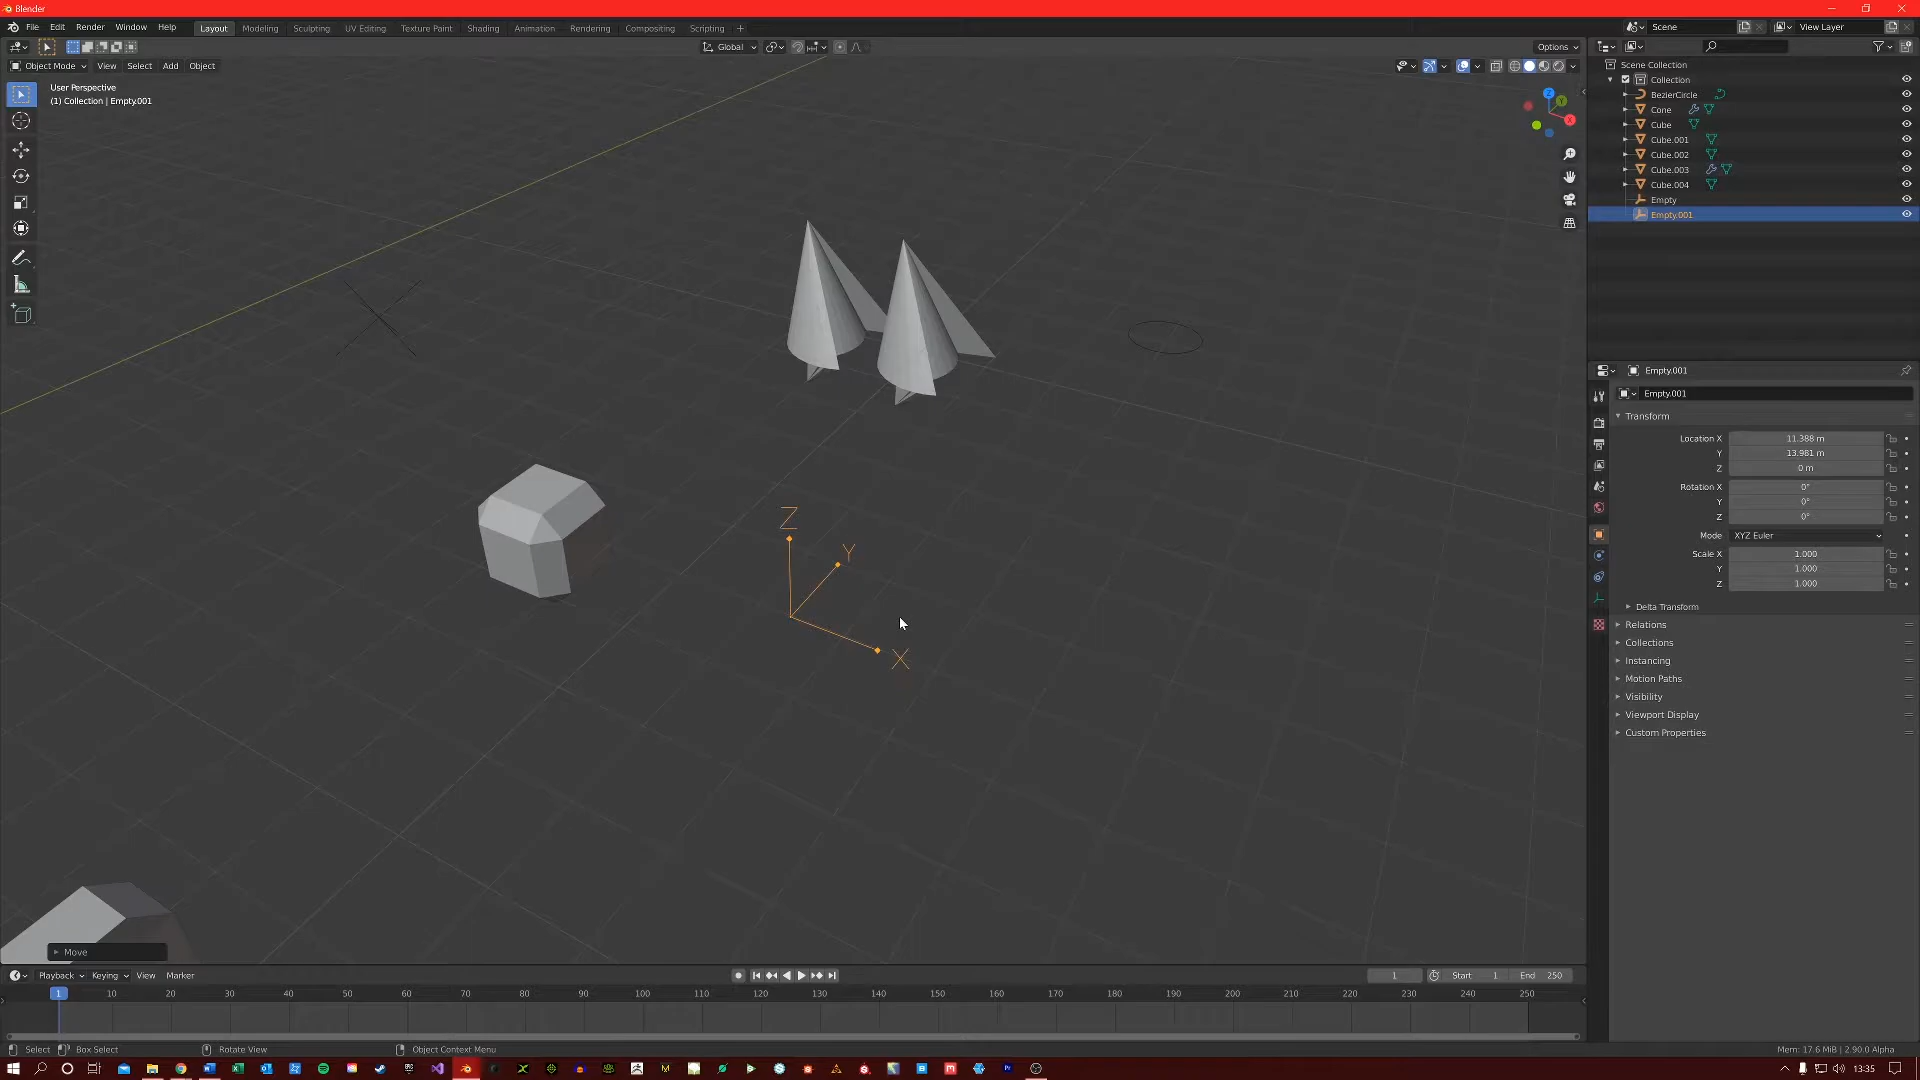 Blender
File Edit Render Window Help
Layout Modeling Sculpting UV Editing Texture Paint Shading Animation Rendering Compositing Scripting +
Scene
View Layer
Global
Options
Object Mode View Select Add Object
User Perspective
(1) Collection | Empty.001
Z
Y
X
Z
Y
X
Move
Scene Collection
Collection
BezierCircle
Cone
Cube
Cube.001
Cube.002
Cube.003
Cube.004
Empty
Empty.001
Empty.001
Empty.001
Transform
Location X 11.388 m
Y 13.981 m
Z 0 m
Rotation X 0°
Y 0°
Z 0°
Mode XYZ Euler
Scale X 1.000
Y 1.000
Z 1.000
Delta Transform
Relations
Collections
Instancing
Motion Paths
Visibility
Viewport Display
Custom Properties
Playback Keying View Marker
1 Start 1 End 250
1 10 20 30 40 50 60 70 80 90 100 110 120 130 140 150 160 170 180 190 200 210 220 230 240 250
Select Box Select Rotate View Object Context Menu
Mem: 17.6 MiB | 2.90.0 Alpha
13:35